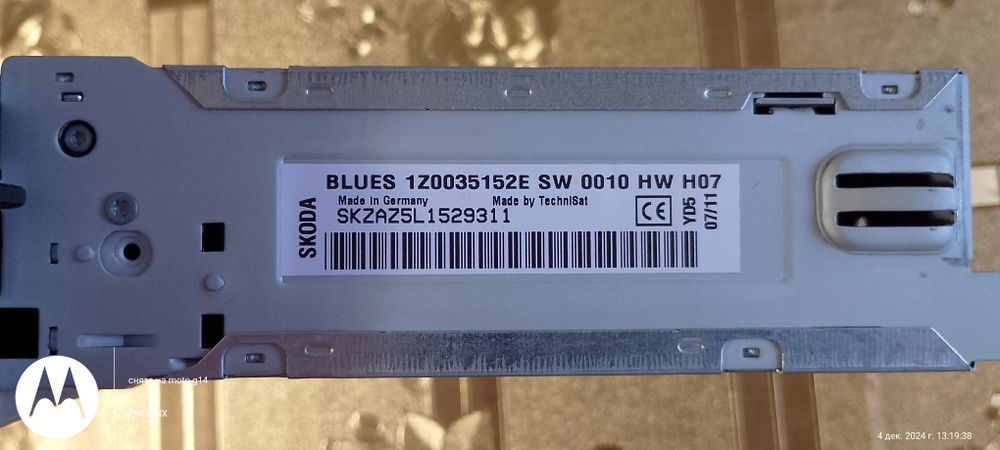 BLUES 1Z0035152E SW 0010 HW H07
Made in Germany Made by TechniSat
SKZAZ5L1529311
SKODA
CE
YD5
07/11
снято на moto g14
4 дек. 2024 г. 13:19:38